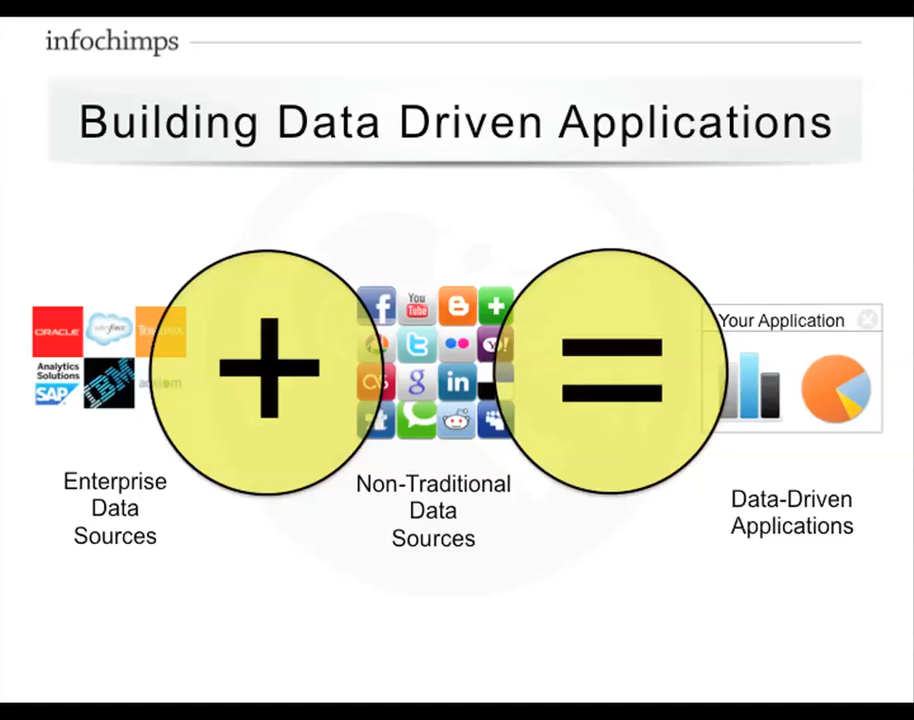 infochimps
Building Data Driven Applications
ORACLE
salesforce
Analytics
Solutions
SAP
IBM
You
Tube
Your Application
+
=
Enterprise
Data
Sources
Non-Traditional
Data
Sources
Data-Driven
Applications